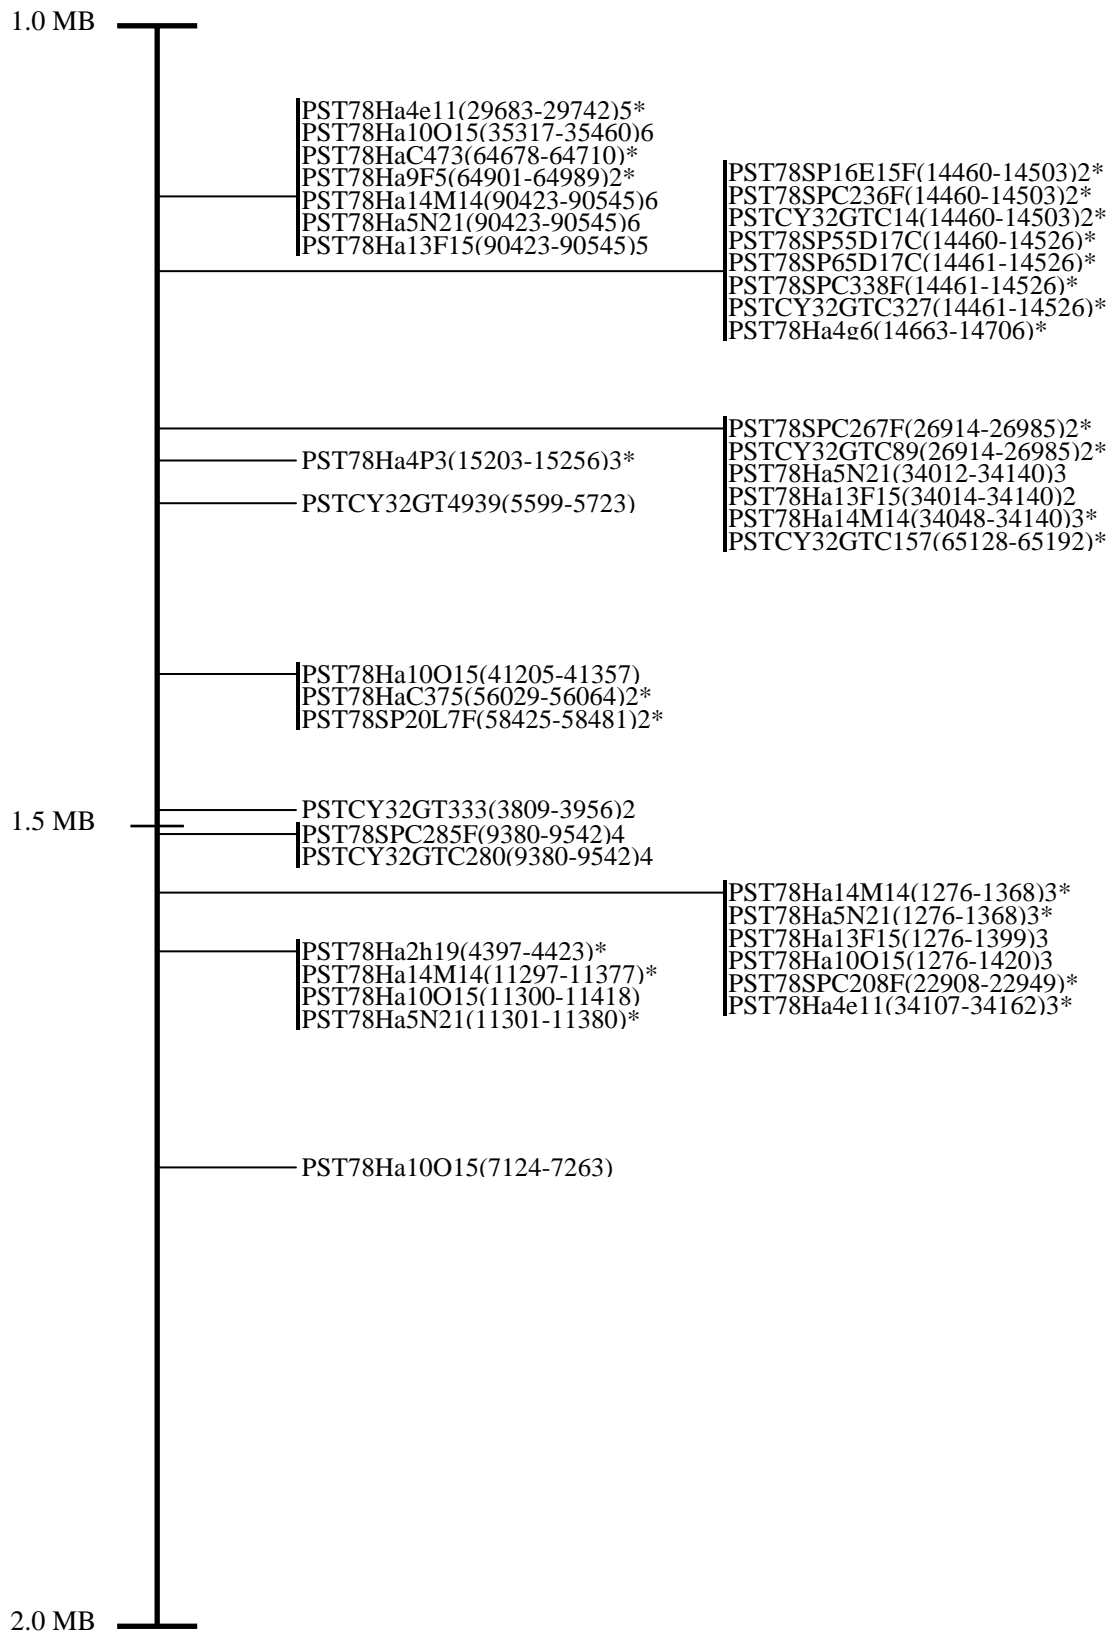 1.0 MB
PST78Ha4e11(29683-29742)5*
PST78Ha10O15(35317-35460)6
PST78HaC473(64678-64710)*
PST78Ha9F5(64901-64989)2*
PST78Ha14M14(90423-90545)6
PST78Ha5N21(90423-90545)6
PST78Ha13F15(90423-90545)5
PST78SP16E15F(14460-14503)2*
PST78SPC236F(14460-14503)2*
PSTCY32GTC14(14460-14503)2*
PST78SP55D17C(14460-14526)*
PST78SP65D17C(14461-14526)*
PST78SPC338F(14461-14526)*
PSTCY32GTC327(14461-14526)*
PST78Ha4g6(14663-14706)*
PST78SPC267F(26914-26985)2*
PSTCY32GTC89(26914-26985)2*
PST78Ha5N21(34012-34140)3
PST78Ha13F15(34014-34140)2
PST78Ha14M14(34048-34140)3*
PSTCY32GTC157(65128-65192)*
PST78Ha4P3(15203-15256)3*
PSTCY32GT4939(5599-5723)
PST78Ha10O15(41205-41357)
PST78HaC375(56029-56064)2*
PST78SP20L7F(58425-58481)2*
PSTCY32GT333(3809-3956)2
1.5 MB
PST78SPC285F(9380-9542)4
PSTCY32GTC280(9380-9542)4
PST78Ha14M14(1276-1368)3*
PST78Ha5N21(1276-1368)3*
PST78Ha13F15(1276-1399)3
PST78Ha10O15(1276-1420)3
PST78SPC208F(22908-22949)*
PST78Ha4e11(34107-34162)3*
PST78Ha2h19(4397-4423)*
PST78Ha14M14(11297-11377)*
PST78Ha10O15(11300-11418)
PST78Ha5N21(11301-11380)*
PST78Ha10O15(7124-7263)
2.0 MB